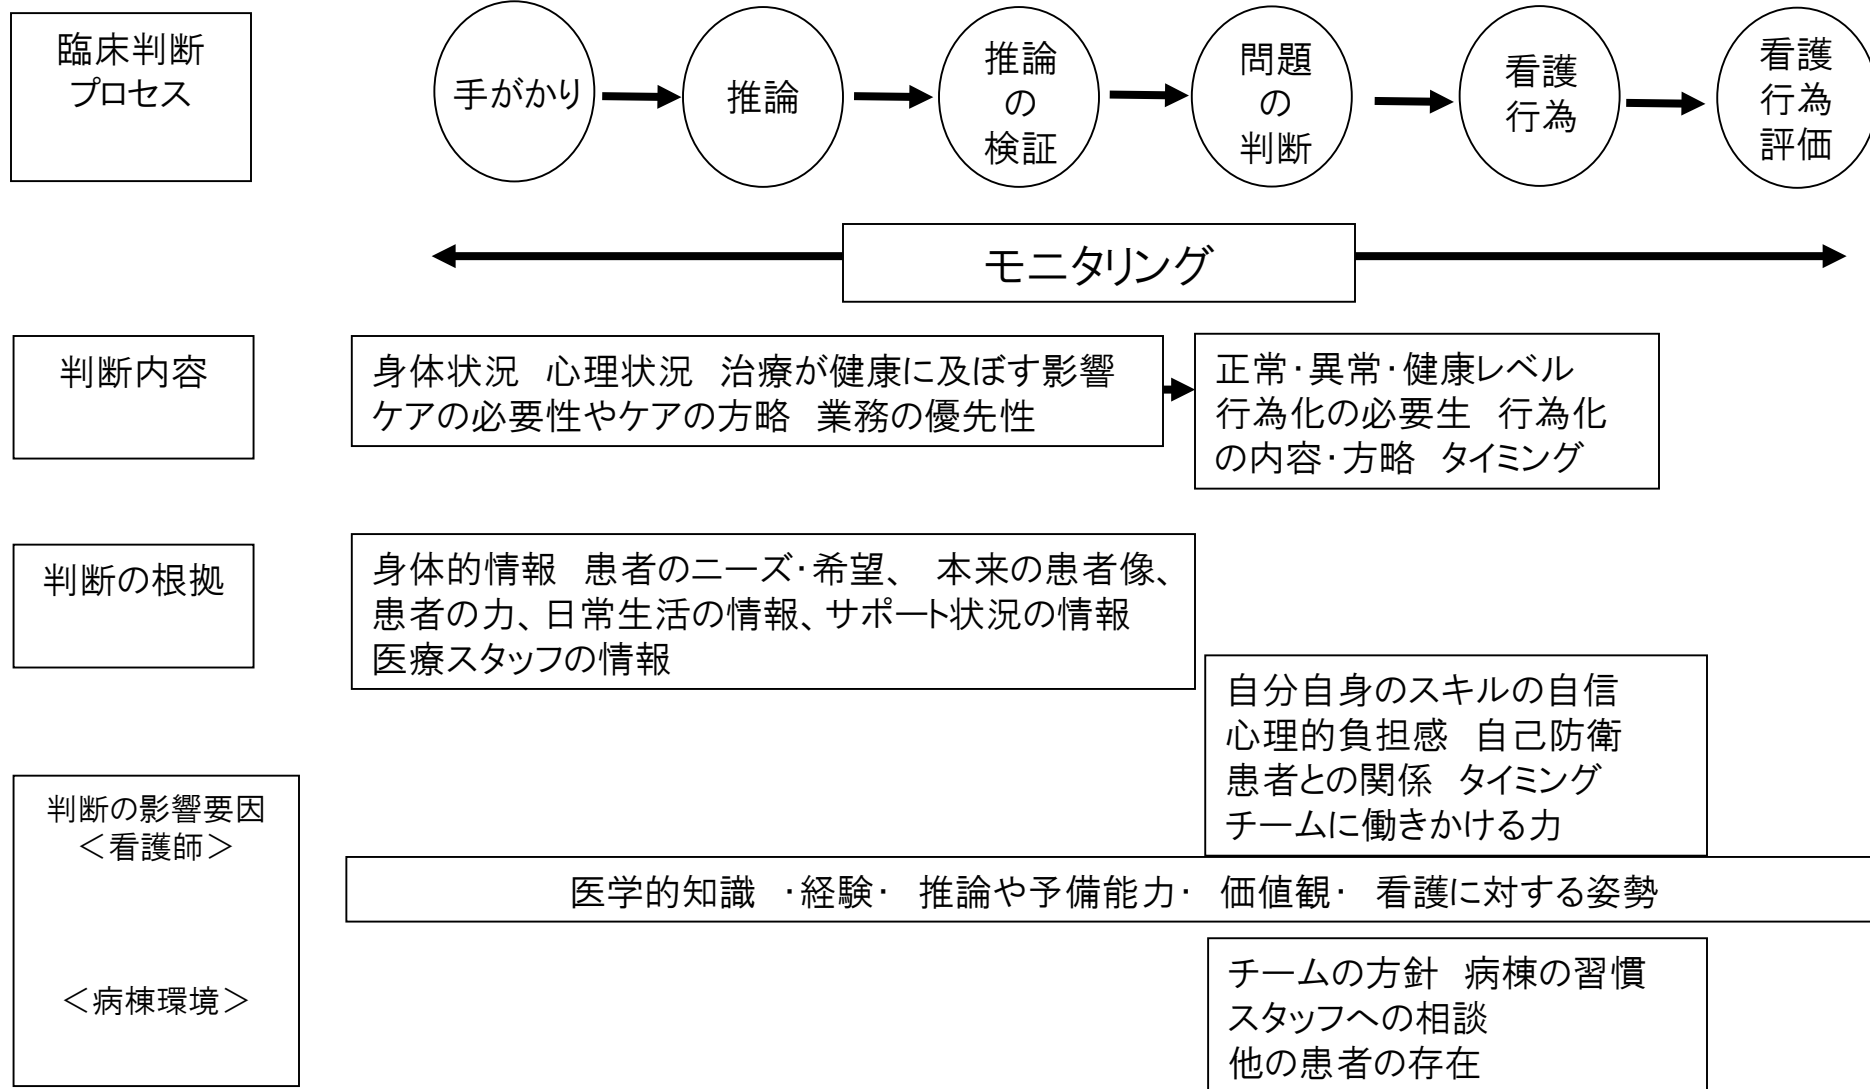 臨床判断
プロセス
手がかり
推論
推論
の
検証
問題
の
判断
看護
行為
看護
行為
評価
モニタリング
判断内容
身体状況　心理状況　治療が健康に及ぼす影響
ケアの必要性やケアの方略　業務の優先性
正常・異常・健康レベル
行為化の必要生　行為化
の内容・方略　タイミング
判断の根拠
身体的情報　患者のニーズ・希望、　本来の患者像、
患者の力、日常生活の情報、サポート状況の情報
医療スタッフの情報
自分自身のスキルの自信
心理的負担感　自己防衛
患者との関係　タイミング
チームに働きかける力
判断の影響要因
＜看護師＞
医学的知識　・経験・　推論や予備能力・　価値観・　看護に対する姿勢
＜病棟環境＞
チームの方針　病棟の習慣
スタッフへの相談
他の患者の存在